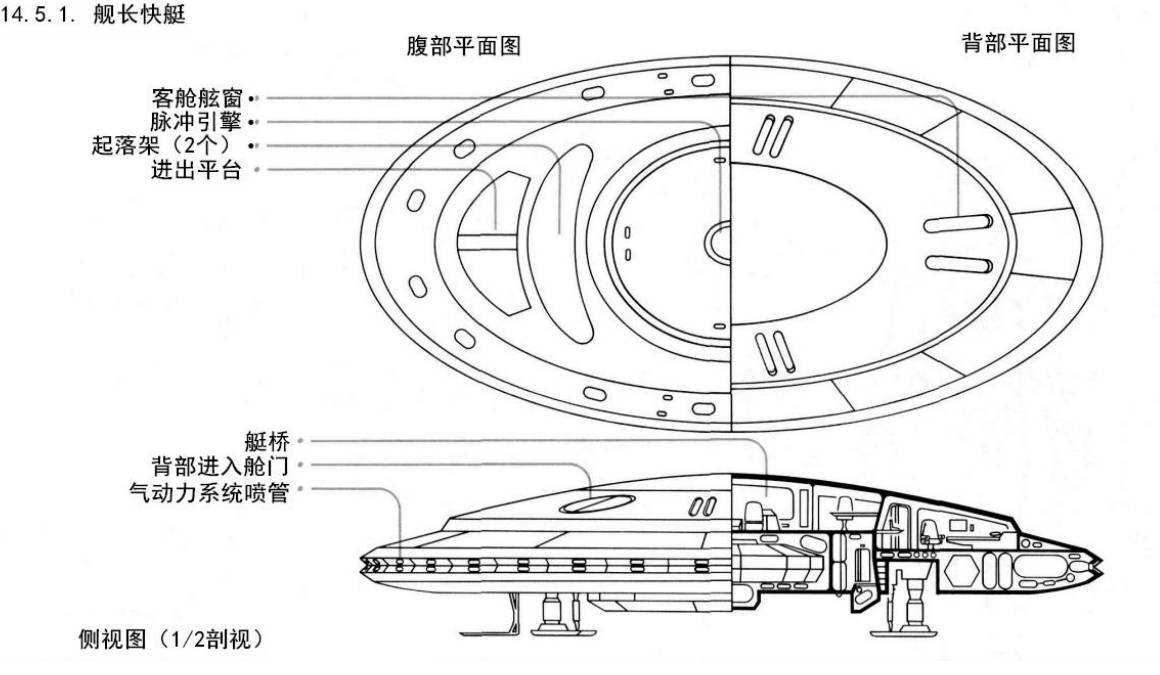 14.5.1. 舰长快艇
腹部平面图
背部平面图
客舱舷窗
脉冲引擎
起落架（2个）
进出平台
艇桥
背部进入舱门
气动力系统喷管
侧视图（1/2剖视）